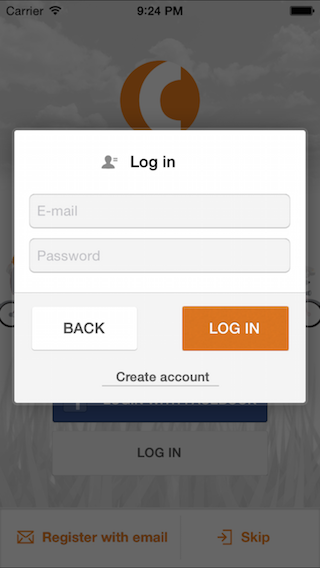 Carrier 9:24 PM
Log in
E-mail
Password
BACK LOG IN
Create account
LOG IN
Register with email Skip